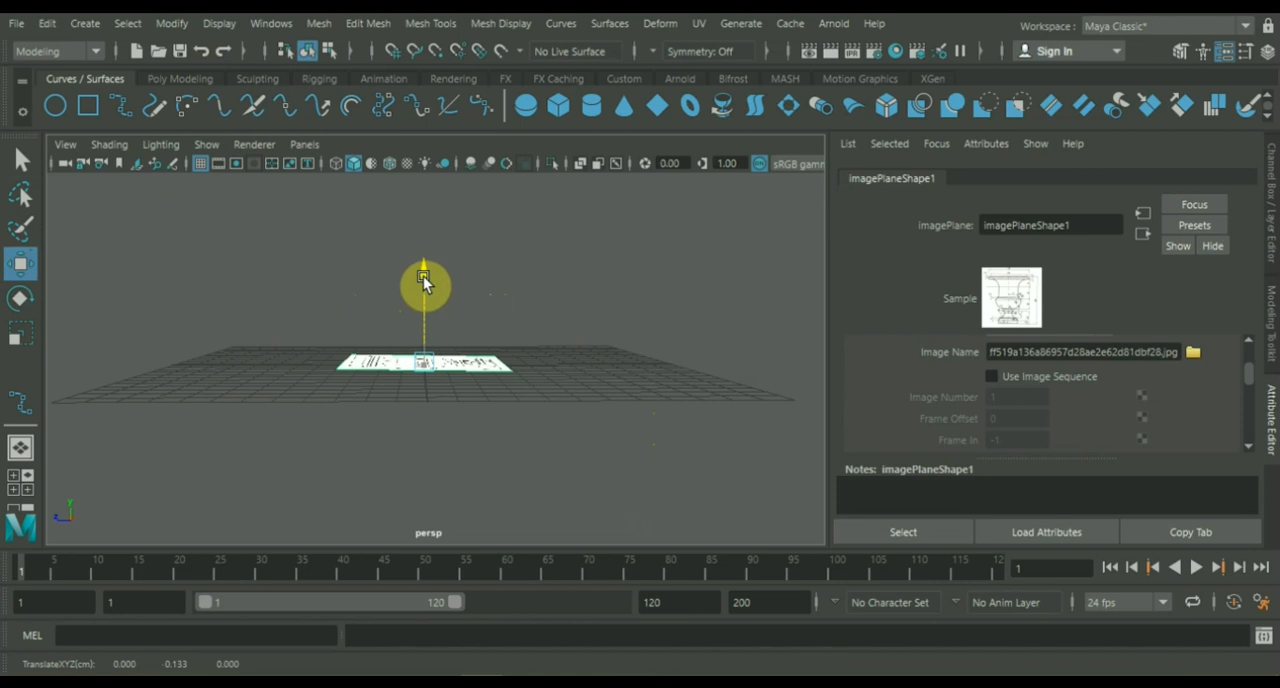 File Edit Create Select Modify Display Windows Mesh Edit Mesh Mesh Tools Mesh Display Curves Surfaces Deform UV Generate Cache Arnold Help Workspace : Maya Classic*
Modeling No Live Surface Symmetry: Off Sign In
Curves / Surfaces Poly Modeling Sculpting Rigging Animation Rendering FX FX Caching Custom Arnold Bifrost MASH Motion Graphics XGen
View Shading Lighting Show Renderer Panels
0.00 1.00 sRGB gamm
List Selected Focus Attributes Show Help
imagePlaneShape1
imagePlane: imagePlaneShape1
Focus
Presets
Show Hide
Sample
Image Name ff519a136a86957d28ae2e62d81dbf28.jpg
Use Image Sequence
Image Number 1
Frame Offset 0
Frame In -1
Notes: imagePlaneShape1
Select Load Attributes Copy Tab
Channel Box / Layer Editor
Modeling Toolkit
Attribute Editor
y
z
persp
5 10 15 20 25 30 35 40 45 50 55 60 65 70 75 80 85 90 95 100 105 110 115 12
1 1
1 1 1 120 120 200 No Character Set No Anim Layer 24 fps
MEL
TranslateXYZ(cm): 0.000 -0.133 0.000